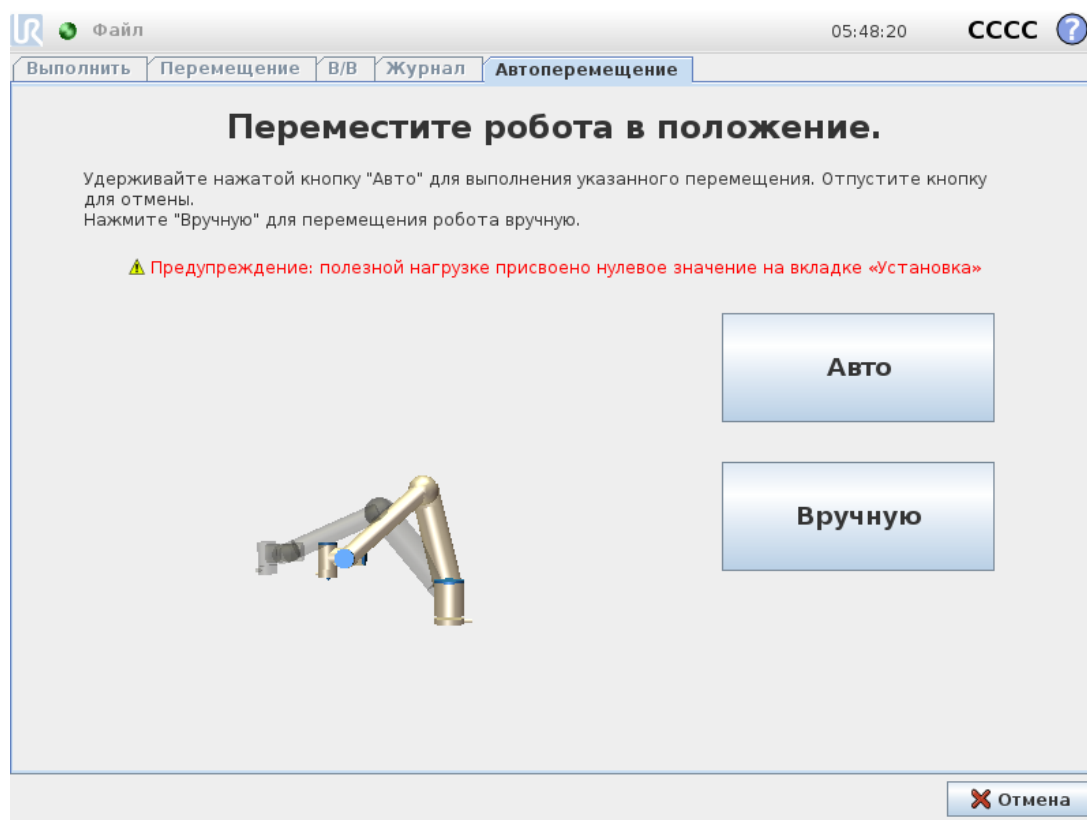 UR Файл 05:48:20 CCCC ?
Выполнить Перемещение В/В Журнал Автоперемещение
Переместите робота в положение.
Удерживайте нажатой кнопку "Авто" для выполнения указанного перемещения. Отпустите кнопку
для отмены.
Нажмите "Вручную" для перемещения робота вручную.
Предупреждение: полезной нагрузке присвоено нулевое значение на вкладке «Установка»
Авто
Вручную
Отмена